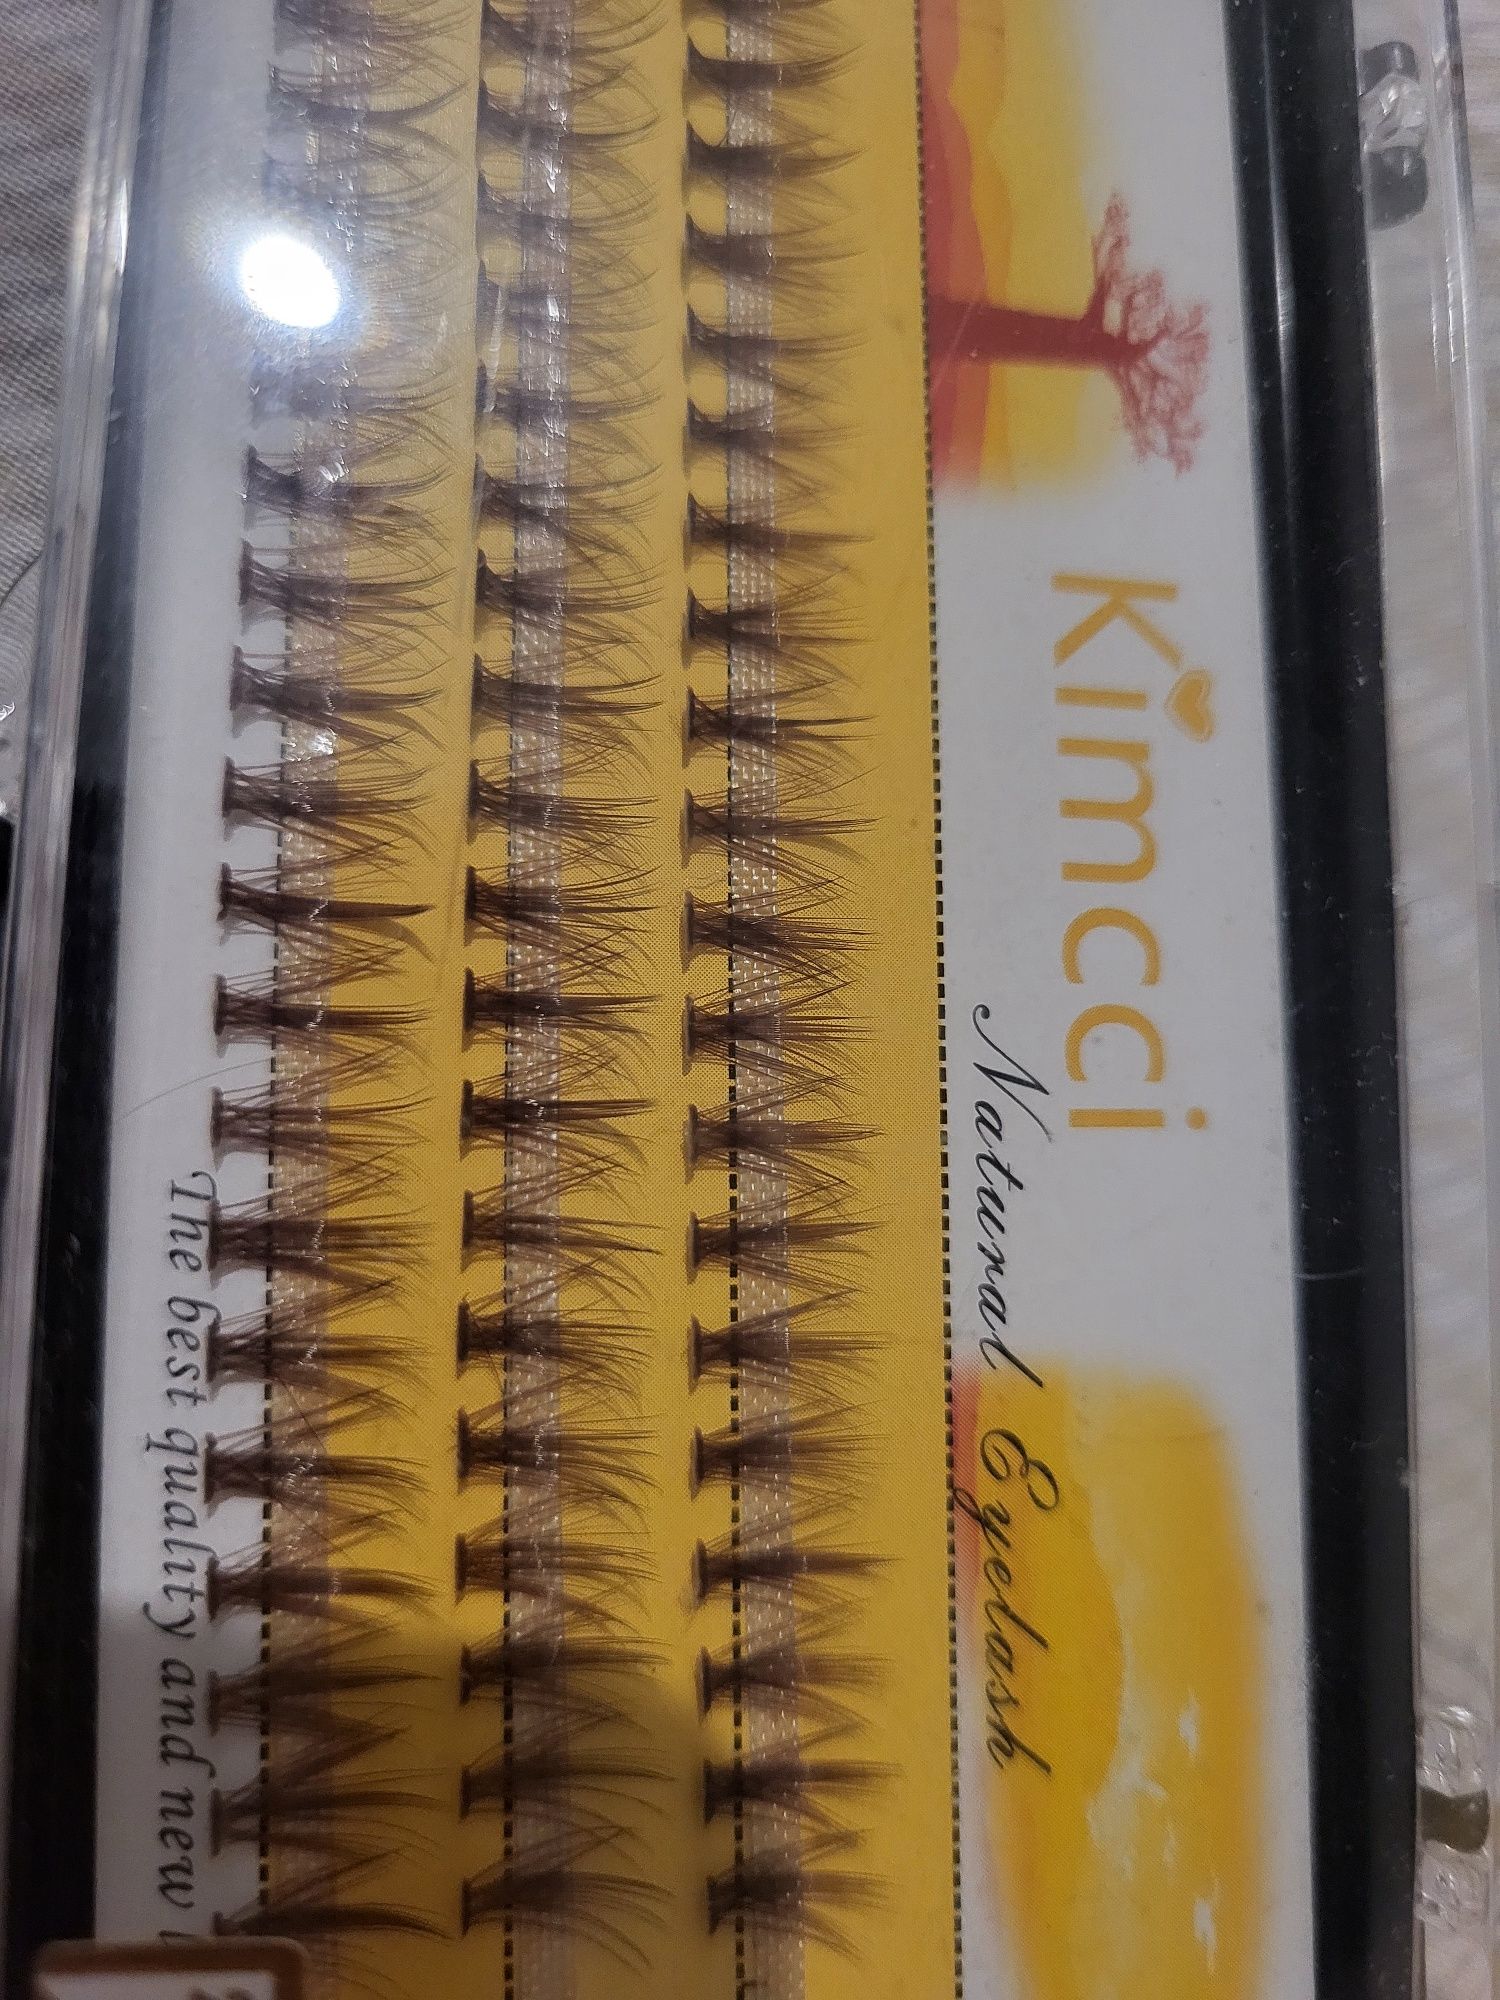 Kimcci
Natural Eyelash
The best quality and new